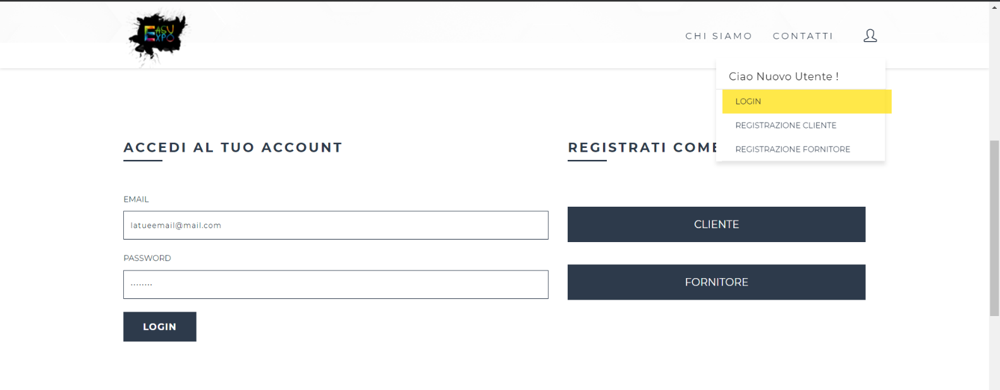 EASY
EXPO
CHI SIAMO
CONTATTI
Ciao Nuovo Utente !
LOGIN
REGISTRAZIONE CLIENTE
REGISTRAZIONE FORNITORE
ACCEDI AL TUO ACCOUNT
EMAIL
latueemail@mail.com
PASSWORD
........
LOGIN
REGISTRATI COME
CLIENTE
FORNITORE